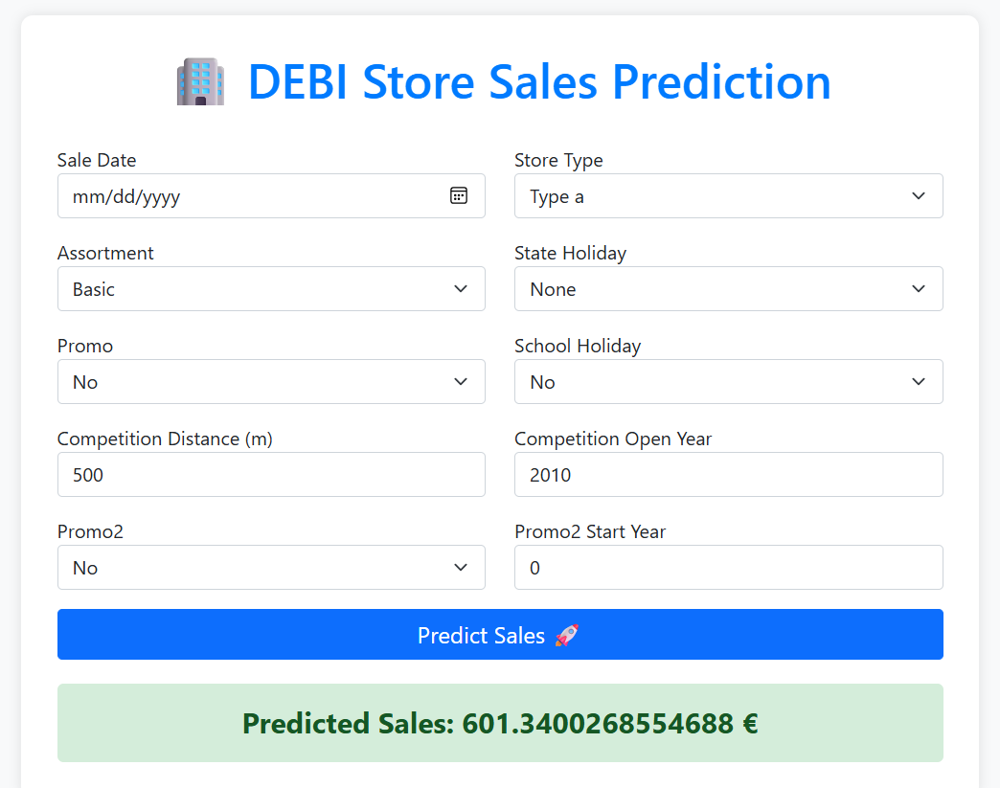 DEBI Store Sales Prediction
Sale Date
mm/dd/yyyy
Store Type
Type a
Assortment
Basic
State Holiday
None
Promo
No
School Holiday
No
Competition Distance (m)
500
Competition Open Year
2010
Promo2
No
Promo2 Start Year
0
Predict Sales 🚀
Predicted Sales: 601.3400268554688 €